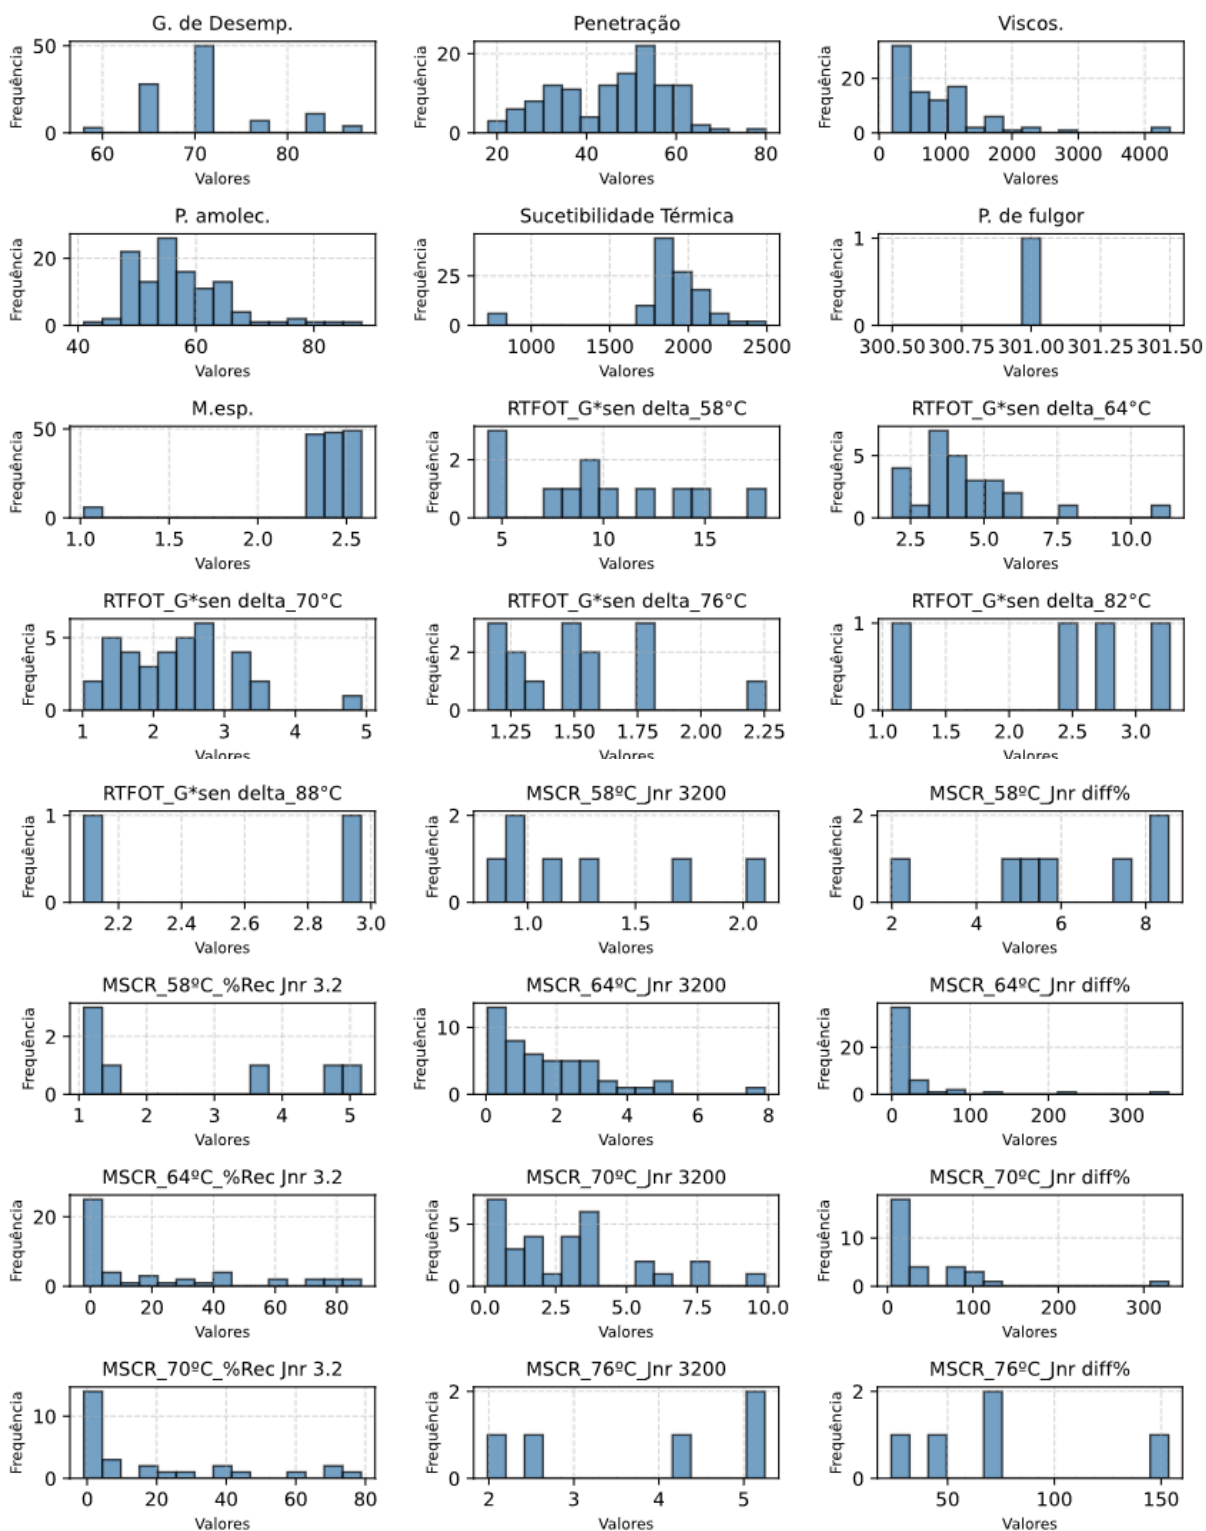 G. de Desemp.
Frequência
50
0
60 70 80
Valores
Penetração
Frequência
20
0
20 40 60 80
Valores
Viscos.
Frequência
20
0
0 1000 2000 3000 4000
Valores
P. amolec.
Frequência
20
0
40 60 80
Valores
Sucetibilidade Térmica
Frequência
25
0
1000 1500 2000 2500
Valores
P. de fulgor
Frequência
1
0
300.50 300.75 301.00 301.25 301.50
Valores
M.esp.
Frequência
50
0
1.0 1.5 2.0 2.5
Valores
RTFOT_G*sen delta_58°C
Frequência
2
0
5 10 15
Valores
RTFOT_G*sen delta_64°C
Frequência
5
0
2.5 5.0 7.5 10.0
Valores
RTFOT_G*sen delta_70°C
Frequência
5
0
1 2 3 4 5
Valores
RTFOT_G*sen delta_76°C
Frequência
2
0
1.25 1.50 1.75 2.00 2.25
Valores
RTFOT_G*sen delta_82°C
Frequência
1
0
1.0 1.5 2.0 2.5 3.0
Valores
RTFOT_G*sen delta_88°C
Frequência
1
0
2.2 2.4 2.6 2.8 3.0
Valores
MSCR_58ºC_Jnr 3200
Frequência
2
1
0
1.0 1.5 2.0
Valores
MSCR_58ºC_Jnr diff%
Frequência
2
0
2 4 6 8
Valores
MSCR_58ºC_%Rec Jnr 3.2
Frequência
2
0
1 2 3 4 5
Valores
MSCR_64ºC_Jnr 3200
Frequência
10
0
0 2 4 6 8
Valores
MSCR_64ºC_Jnr diff%
Frequência
20
0
0 100 200 300
Valores
MSCR_64ºC_%Rec Jnr 3.2
Frequência
20
0
0 20 40 60 80
Valores
MSCR_70ºC_Jnr 3200
Frequência
5
0
0.0 2.5 5.0 7.5 10.0
Valores
MSCR_70ºC_Jnr diff%
Frequência
10
0
0 100 200 300
Valores
MSCR_70ºC_%Rec Jnr 3.2
Frequência
10
0
0 20 40 60 80
Valores
MSCR_76ºC_Jnr 3200
Frequência
2
1
0
2 3 4 5
Valores
MSCR_76ºC_Jnr diff%
Frequência
2
1
0
50 100 150
Valores